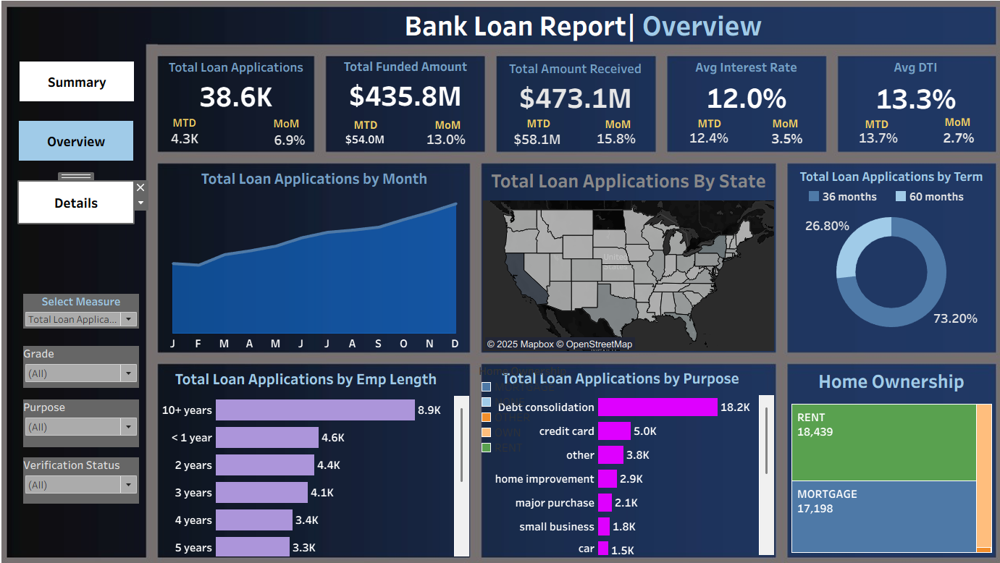 Bank Loan Report| Overview
Summary
Overview
Details
Select Measure
Total Loan Applica...
Grade
(All)
Purpose
(All)
Verification Status
(All)
Total Loan Applications
38.6K
MTD MoM
4.3K 6.9%
Total Funded Amount
$435.8M
MTD MoM
$54.0M 13.0%
Total Amount Received
$473.1M
MTD MoM
$58.1M 15.8%
Avg Interest Rate
12.0%
MTD MoM
12.4% 3.5%
Avg DTI
13.3%
MTD MoM
13.7% 2.7%
Total Loan Applications by Month
J F M A M J J A S O N D
Total Loan Applications By State
United
States
© 2025 Mapbox © OpenStreetMap
Total Loan Applications by Term
36 months 60 months
26.80%
73.20%
Total Loan Applications by Emp Length
10+ years 8.9K
< 1 year 4.6K
2 years 4.4K
3 years 4.1K
4 years 3.4K
5 years 3.3K
Home Ownership
MORTGAGE
OTHER
OWN
RENT
Total Loan Applications by Purpose
Debt consolidation 18.2K
credit card 5.0K
other 3.8K
home improvement 2.9K
major purchase 2.1K
small business 1.8K
car 1.5K
Home Ownership
RENT
18,439
MORTGAGE
17,198